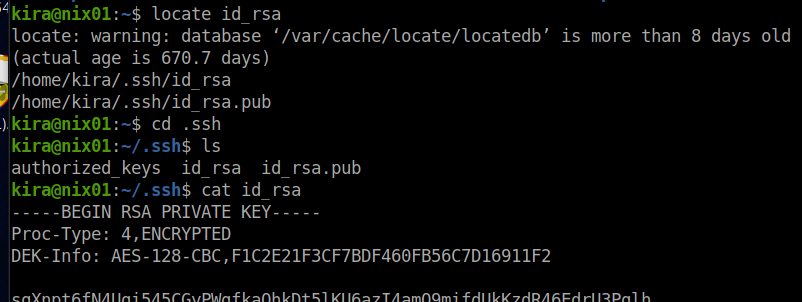 kira@nix01:~$ locate id_rsa
locate: warning: database ‘/var/cache/locate/locatedb’ is more than 8 days old
(actual age is 670.7 days)
/home/kira/.ssh/id_rsa
/home/kira/.ssh/id_rsa.pub
kira@nix01:~$ cd .ssh
kira@nix01:~/.ssh$ ls
authorized_keys  id_rsa  id_rsa.pub
kira@nix01:~/.ssh$ cat id_rsa
-----BEGIN RSA PRIVATE KEY-----
Proc-Type: 4,ENCRYPTED
DEK-Info: AES-128-CBC,F1C2E21F3CF7BDF460FB56C7D16911F2